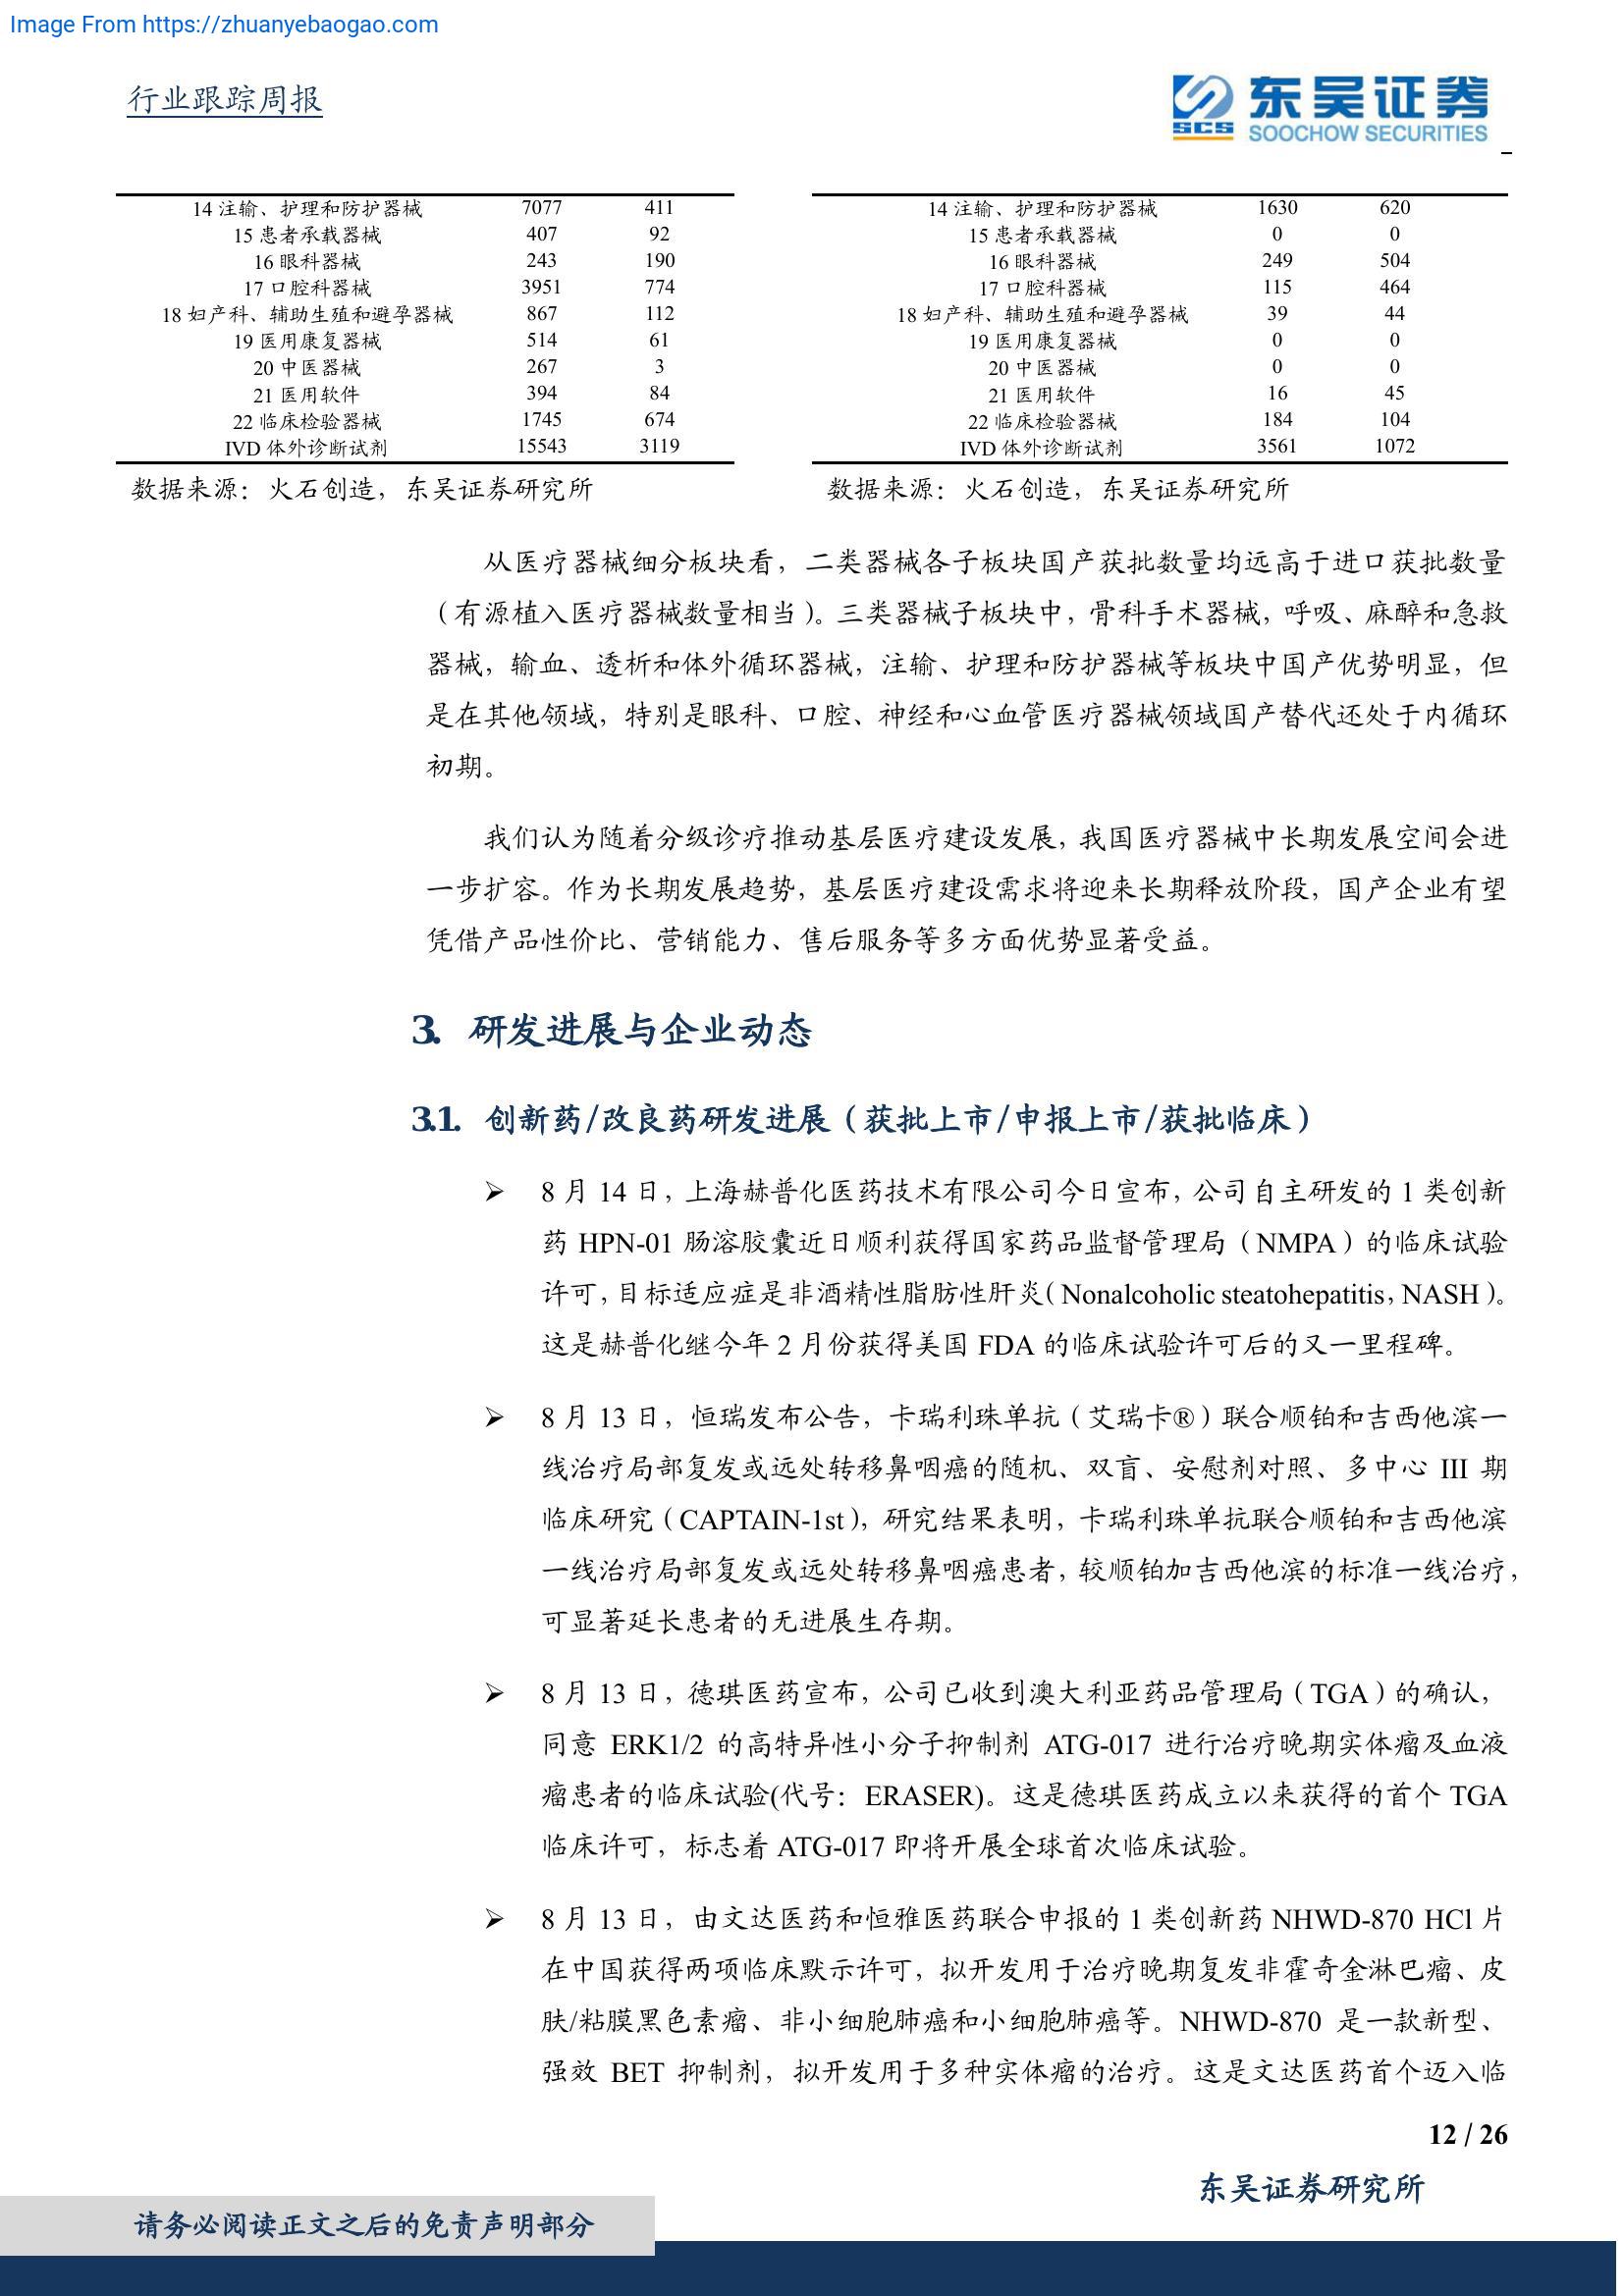 Image From https://zhuanyebaogao.com
行业跟踪周报
东吴证券
SCS SOOCHOW SECURITIES
14 注输、护理和防护器械 7077 411
15 患者承载器械 407 92
16 眼科器械 243 190
17 口腔科器械 3951 774
18 妇产科、辅助生殖和避孕器械 867 112
19 医用康复器械 514 61
20 中医器械 267 3
21 医用软件 394 84
22 临床检验器械 1745 674
IVD 体外诊断试剂 15543 3119
数据来源：火石创造，东吴证券研究所
14 注输、护理和防护器械 1630 620
15 患者承载器械 0 0
16 眼科器械 249 504
17 口腔科器械 115 464
18 妇产科、辅助生殖和避孕器械 39 44
19 医用康复器械 0 0
20 中医器械 0 0
21 医用软件 16 45
22 临床检验器械 184 104
IVD 体外诊断试剂 3561 1072
数据来源：火石创造，东吴证券研究所
从医疗器械细分板块看，二类器械各子板块国产获批数量均远高于进口获批数量
（有源植入医疗器械数量相当）。三类器械子板块中，骨科手术器械，呼吸、麻醉和急救
器械，输血、透析和体外循环器械，注输、护理和防护器械等板块中国产优势明显，但
是在其他领域，特别是眼科、口腔、神经和心血管医疗器械领域国产替代还处于内循环
初期。
我们认为随着分级诊疗推动基层医疗建设发展，我国医疗器械中长期发展空间会进
一步扩容。作为长期发展趋势，基层医疗建设需求将迎来长期释放阶段，国产企业有望
凭借产品性价比、营销能力、售后服务等多方面优势显著受益。
3. 研发进展与企业动态
3.1. 创新药/改良药研发进展（获批上市/申报上市/获批临床）
➢ 8 月 14 日，上海赫普化医药技术有限公司今日宣布，公司自主研发的 1 类创新
药 HPN-01 肠溶胶囊近日顺利获得国家药品监督管理局（NMPA）的临床试验
许可，目标适应症是非酒精性脂肪性肝炎（Nonalcoholic steatohepatitis，NASH）。
这是赫普化继今年 2 月份获得美国 FDA 的临床试验许可后的又一里程碑。
➢ 8 月 13 日，恒瑞发布公告，卡瑞利珠单抗（艾瑞卡®）联合顺铂和吉西他滨一
线治疗局部复发或远处转移鼻咽癌的随机、双盲、安慰剂对照、多中心 III 期
临床研究（CAPTAIN-1st），研究结果表明，卡瑞利珠单抗联合顺铂和吉西他滨
一线治疗局部复发或远处转移鼻咽癌患者，较顺铂加吉西他滨的标准一线治疗，
可显著延长患者的无进展生存期。
➢ 8 月 13 日，德琪医药宣布，公司已收到澳大利亚药品管理局（TGA）的确认，
同意 ERK1/2 的高特异性小分子抑制剂 ATG-017 进行治疗晚期实体瘤及血液
瘤患者的临床试验(代号：ERASER)。这是德琪医药成立以来获得的首个 TGA
临床许可，标志着 ATG-017 即将开展全球首次临床试验。
➢ 8 月 13 日，由文达医药和恒雅医药联合申报的 1 类创新药 NHWD-870 HCl 片
在中国获得两项临床默示许可，拟开发用于治疗晚期复发非霍奇金淋巴瘤、皮
肤/粘膜黑色素瘤、非小细胞肺癌和小细胞肺癌等。NHWD-870 是一款新型、
强效 BET 抑制剂，拟开发用于多种实体瘤的治疗。这是文达医药首个迈入临
12 / 26
东吴证券研究所
请务必阅读正文之后的免责声明部分